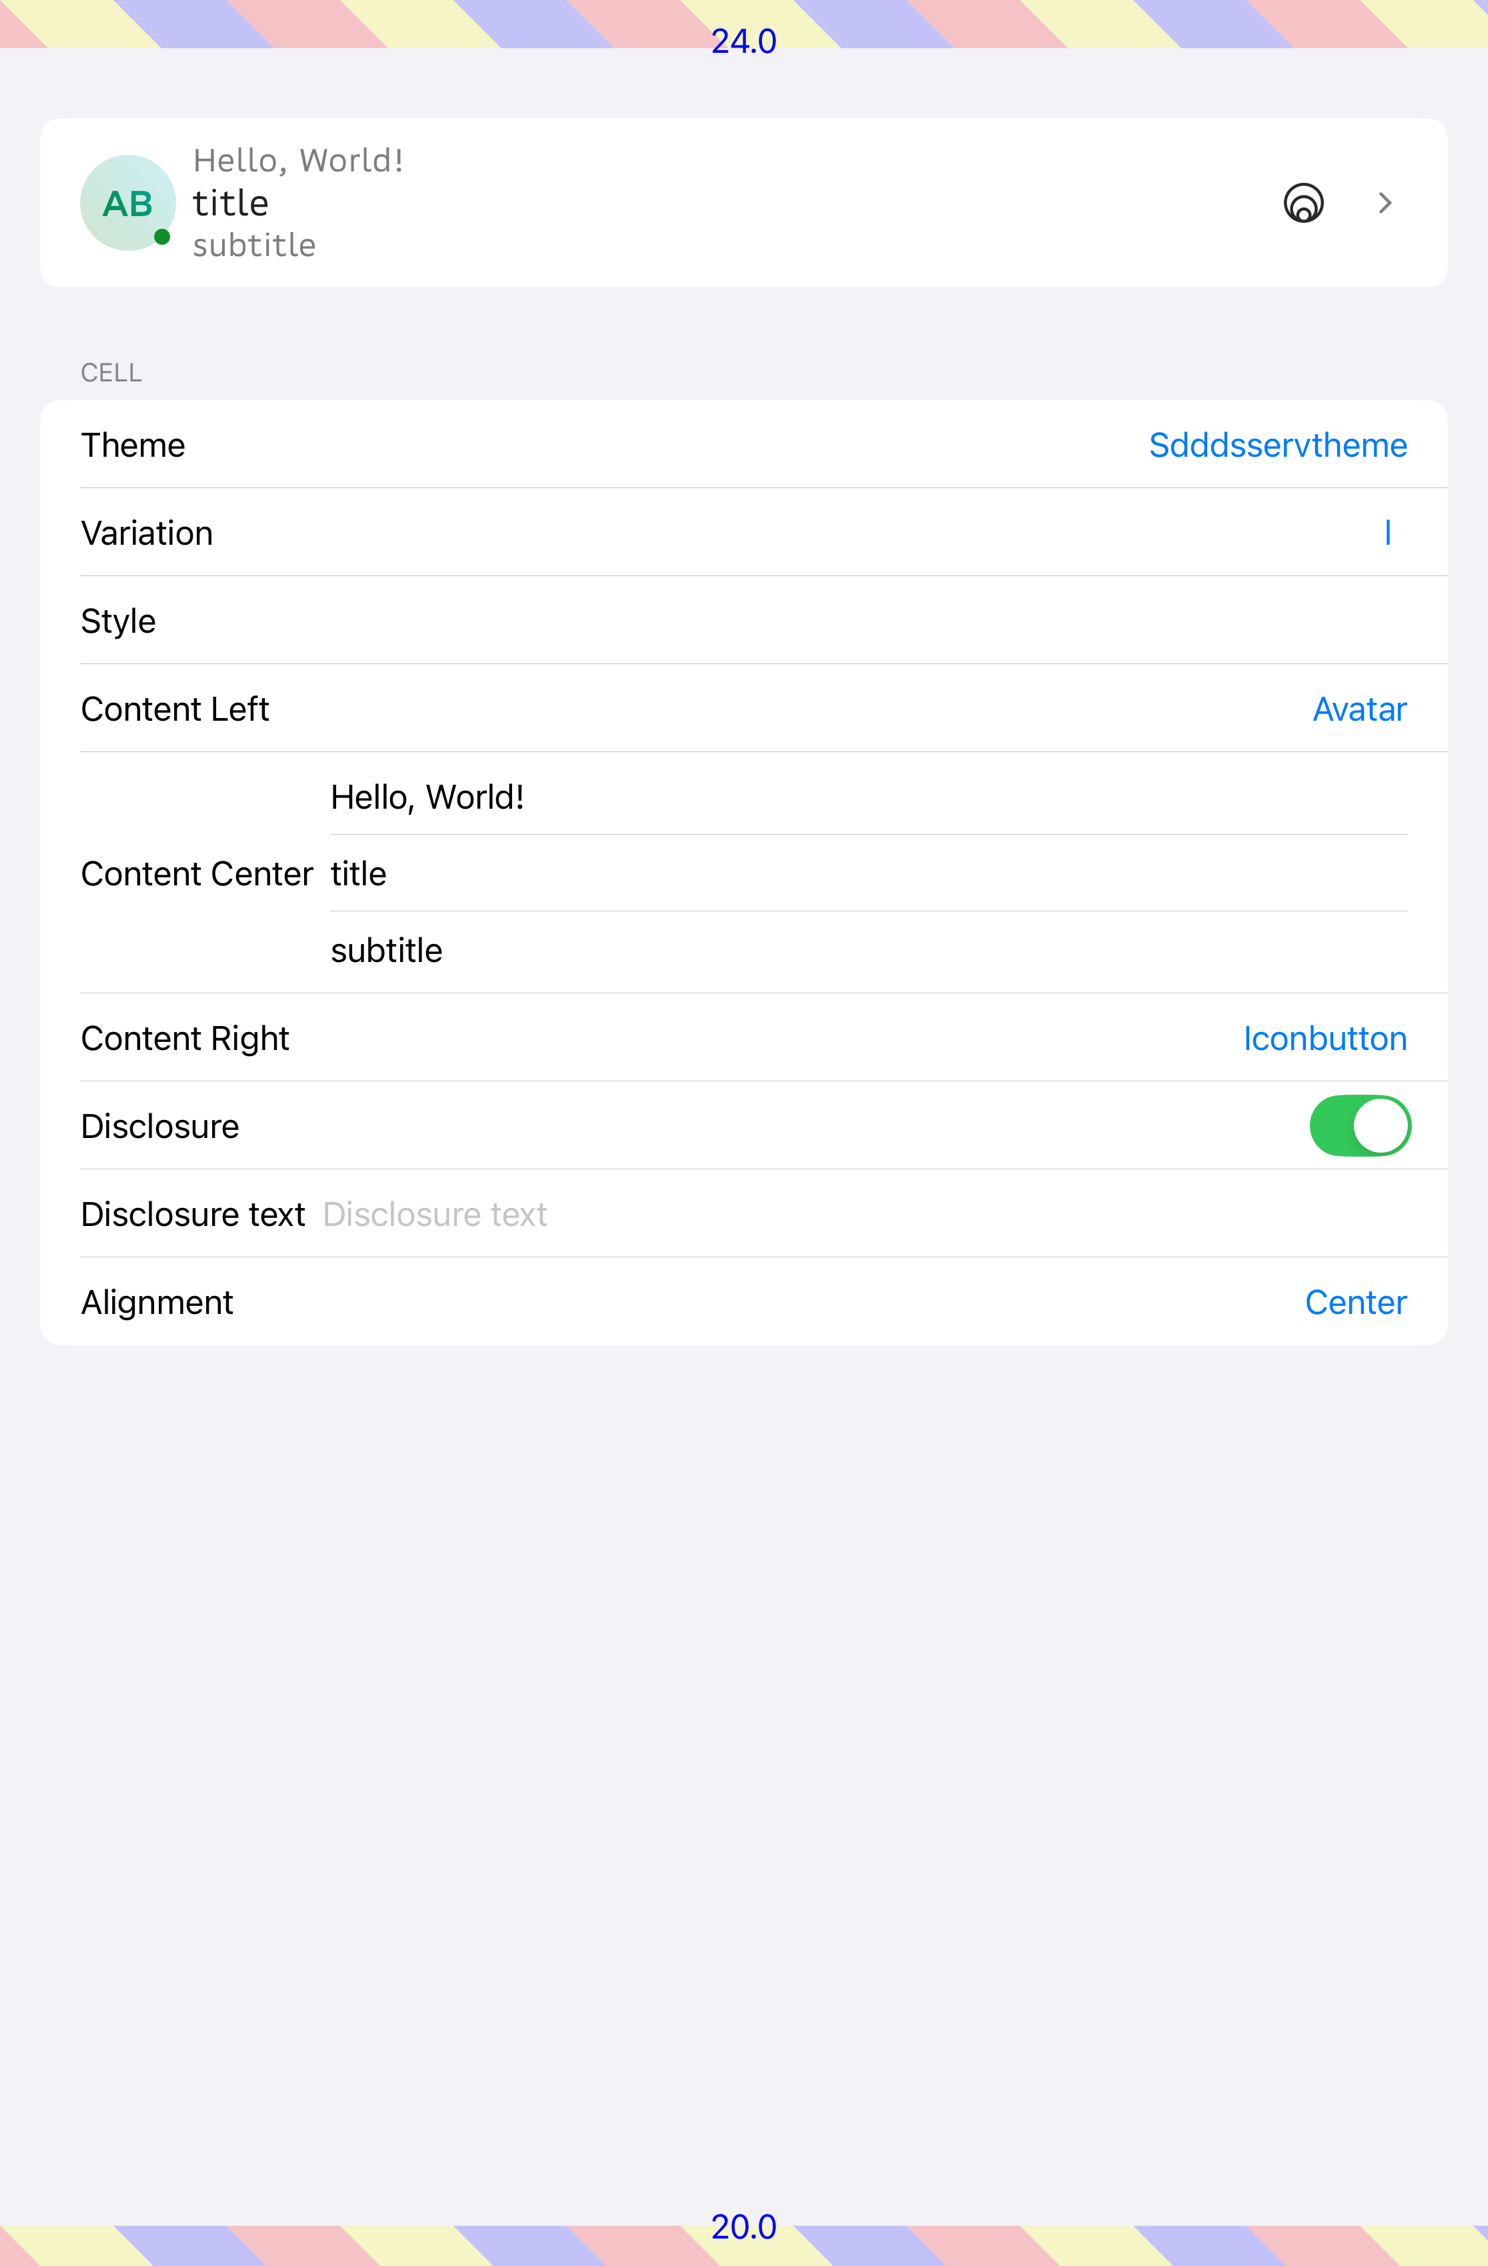 24.0
Hello, World!
AB
title
subtitle
CELL
Theme Sdddsservtheme
Variation l
Style
Content Left Avatar
Hello, World!
Content Center title
subtitle
Content Right Iconbutton
Disclosure
Disclosure text Disclosure text
Alignment Center
20.0